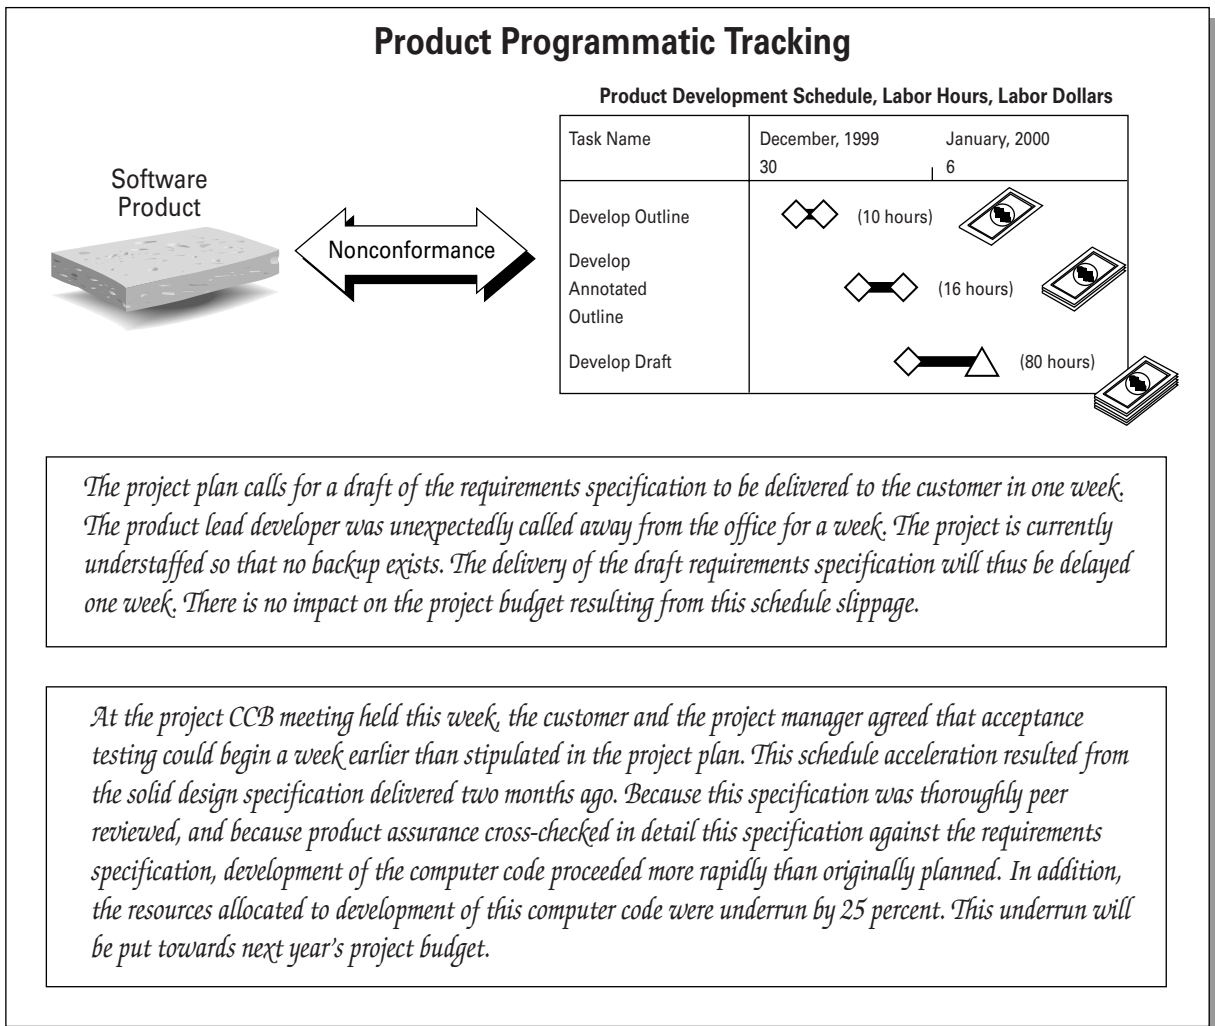 Product Programmatic Tracking
Product Development Schedule, Labor Hours, Labor Dollars
Software
Product
Nonconformance
Task Name
December, 1999
January, 2000
30
6
Develop Outline
(10 hours)
Develop
Annotated
Outline
(16 hours)
Develop Draft
(80 hours)
The project plan calls for a draft of the requirements specification to be delivered to the customer in one week.
The product lead developer was unexpectedly called away from the office for a week. The project is currently
understaffed so that no backup exists. The delivery of the draft requirements specification will thus be delayed
one week. There is no impact on the project budget resulting from this schedule slippage.
At the project CCB meeting held this week, the customer and the project manager agreed that acceptance
testing could begin a week earlier than stipulated in the project plan. This schedule acceleration resulted from
the solid design specification delivered two months ago. Because this specification was thoroughly peer
reviewed, and because product assurance cross-checked in detail this specification against the requirements
specification, development of the computer code proceeded more rapidly than originally planned. In addition,
the resources allocated to development of this computer code were underrun by 25 percent. This underrun will
be put towards next year's project budget.